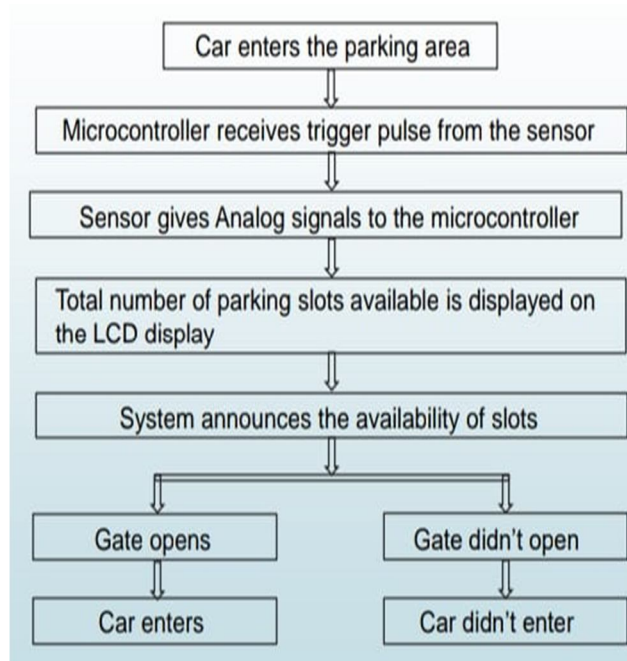 Car enters the parking area
Microcontroller receives trigger pulse from the sensor
Sensor gives Analog signals to the microcontroller
Total number of parking slots available is displayed on
the LCD display
System announces the availability of slots
Gate opens
Gate didn't open
Car enters
Car didn't enter